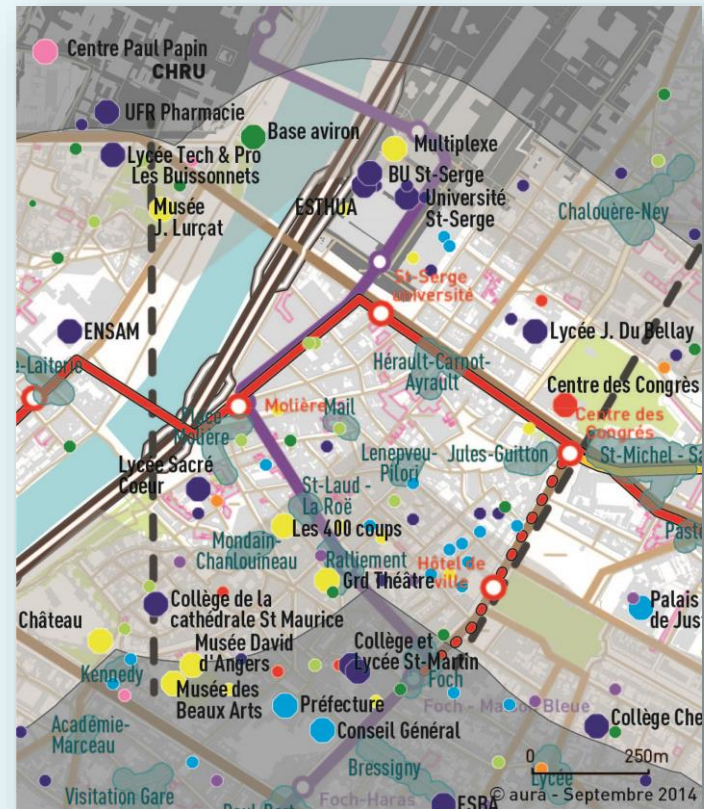 Centre Paul Papin
CHRU
UFR Pharmacie
Base aviron
Multiplexe
Lycée Tech & Pro
Les Buissonnets
BU St-Serge
ESTHUA
Université
St-Serge
Musée
J. Lurçat
Chalouère-Ney
St-Serge
université
ENSAM
Lycée J. Du Bellay
Hérault-Carnot-
Ayrault
e-Laiterie
Centre des Congrès
Molière
Mail
Centre des
Congrés
Place
Molière
Lenepveu-
Pilori
Jules-Guitton
St-Michel - Sa
Lycée Sacré
Coeur
St-Laud -
La Roë
Les 400 coups
Mondain-
Chanlouineau
Ralliement
Hôtel de
ville
Grd Théâtre
Collège de la
cathédrale St Maurice
Palais
de Just
Château
Musée David
d'Angers
Collège et
Lycée St-Martin
Kennedy
Foch
Musée des
Beaux Arts
Préfecture
Foch - Maison Bleue
Académie-
Marceau
Conseil Général
Collège Che
Bressigny
0 250m
Lycée
Visitation Gare
Foch-Haras
ESBA
© aura - Septembre 2014